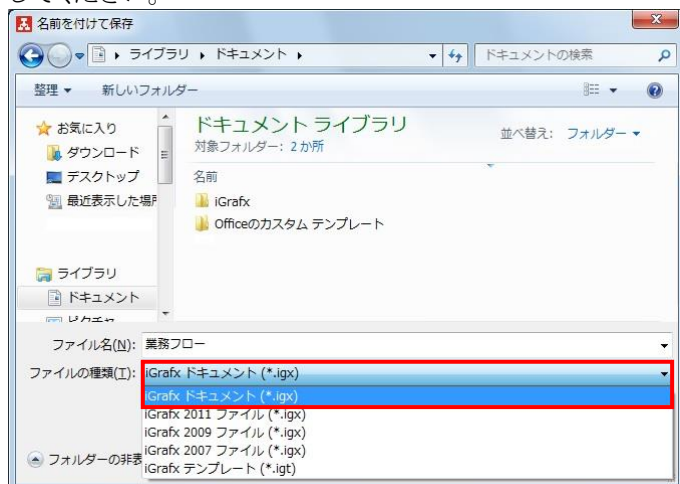 してください。
名前を付けて保存
ライブラリ ドキュメント
ドキュメントの検索
整理 新しいフォルダー
お気に入り
ダウンロード
デスクトップ
最近表示した場所
ライブラリ
ドキュメント
ピクチャ
ドキュメント ライブラリ
対象フォルダー: 2 か所
並べ替え: フォルダー
名前
iGrafx
Officeのカスタム テンプレート
ファイル名(N): 業務フロー
ファイルの種類(T): iGrafx ドキュメント (*.igx)
iGrafx ドキュメント (*.igx)
iGrafx 2011 ファイル (*.igx)
iGrafx 2009 ファイル (*.igx)
iGrafx 2007 ファイル (*.igx)
iGrafx テンプレート (*.igt)
フォルダーの非表